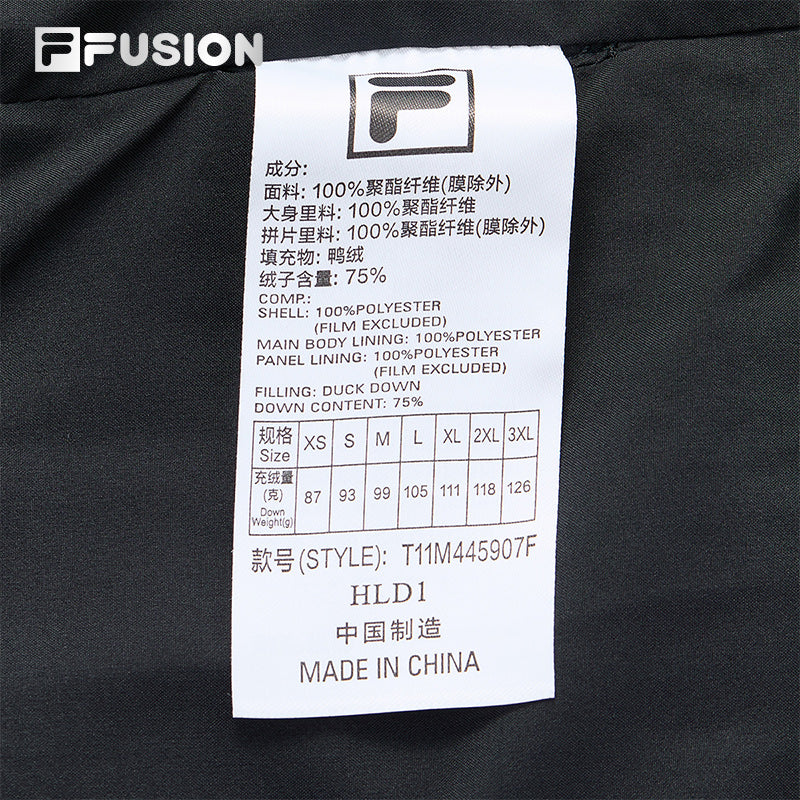 FUSION
成分:
面料: 100%聚酯纤维(膜除外)
大身里料: 100%聚酯纤维
拼片里料: 100%聚酯纤维(膜除外)
填充物: 鸭绒
绒子含量: 75%
COMP.:
SHELL: 100%POLYESTER
(FILM EXCLUDED)
MAIN BODY LINING: 100%POLYESTER
PANEL LINING: 100%POLYESTER
(FILM EXCLUDED)
FILLING: DUCK DOWN
DOWN CONTENT: 75%
规格 Size XS S M L XL 2XL 3XL
充绒量(克) Down Weight(g) 87 93 99 105 111 118 126
款号(STYLE): T11M445907F
HLD1
中国制造
MADE IN CHINA